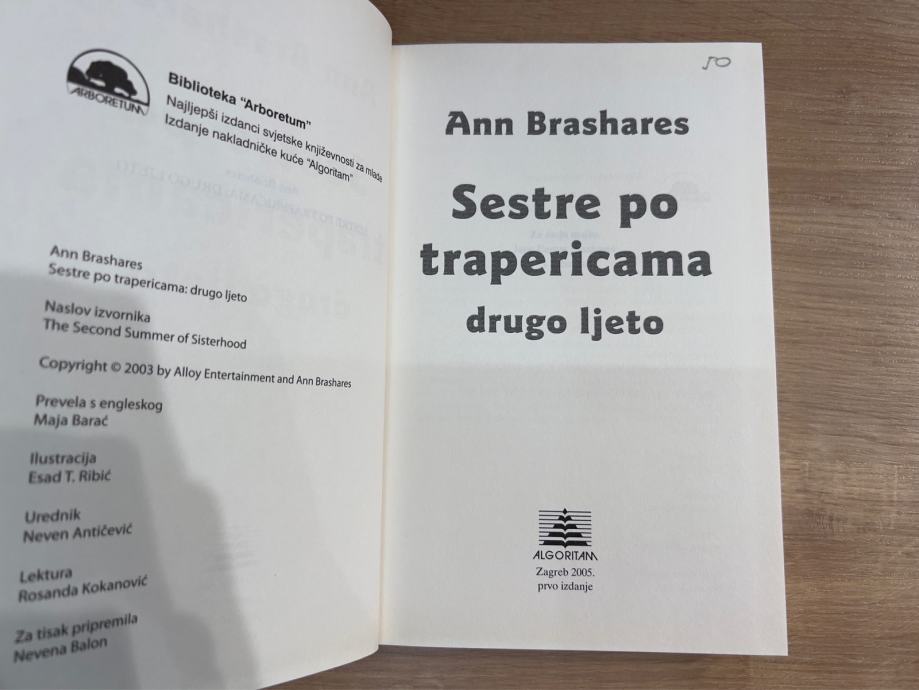 ARBORETUM
Biblioteka "Arboretum"
Najljepši izdanci svjetske književnosti za mlade
Izdanje nakladničke kuće "Algoritam"
Ann Brashares
Sestre po trapericama: drugo ljeto
Naslov izvornika
The Second Summer of Sisterhood
Copyright © 2003 by Alloy Entertainment and Ann Brashares
Prevela s engleskog
Maja Barać
Ilustracija
Esad T. Ribić
Urednik
Neven Antičević
Lektura
Rosanda Kokanović
Za tisak pripremila
Nevena Balon
50
Ann Brashares
Sestre po
trapericama
drugo ljeto
ALGORITAM
Zagreb 2005.
prvo izdanje